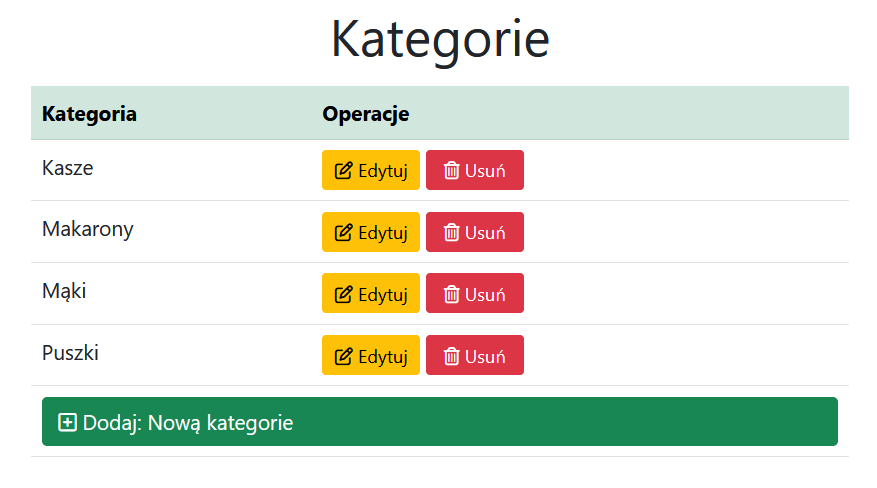 Kategorie
Kategoria Operacje
Kasze Edytuj Usuń
Makarony Edytuj Usuń
Mąki Edytuj Usuń
Puszki Edytuj Usuń
Dodaj: Nową kategorie